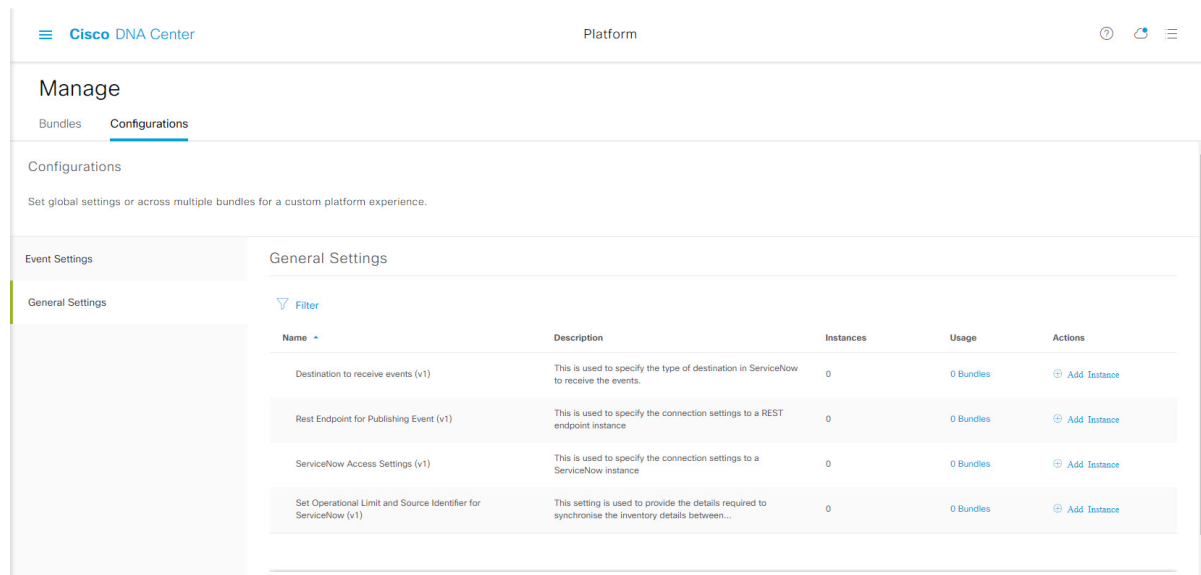 Cisco DNA Center
Platform
Manage
Bundles
Configurations
Configurations
Set global settings or across multiple bundles for a custom platform experience.
Event Settings
General Settings
General Settings
Filter
Name Description Instances Usage Actions
Destination to receive events (v1)
This is used to specify the type of destination in ServiceNow
to receive the events.
0
0 Bundles
Add Instance
Rest Endpoint for Publishing Event (v1)
This is used to specify the connection settings to a REST
endpoint instance
0
0 Bundles
Add Instance
ServiceNow Access Settings (v1)
This is used to specify the connection settings to a
ServiceNow instance
0
0 Bundles
Add Instance
Set Operational Limit and Source Identifier for
ServiceNow (v1)
This setting is used to provide the details required to
synchronise the inventory details between...
0
0 Bundles
Add Instance